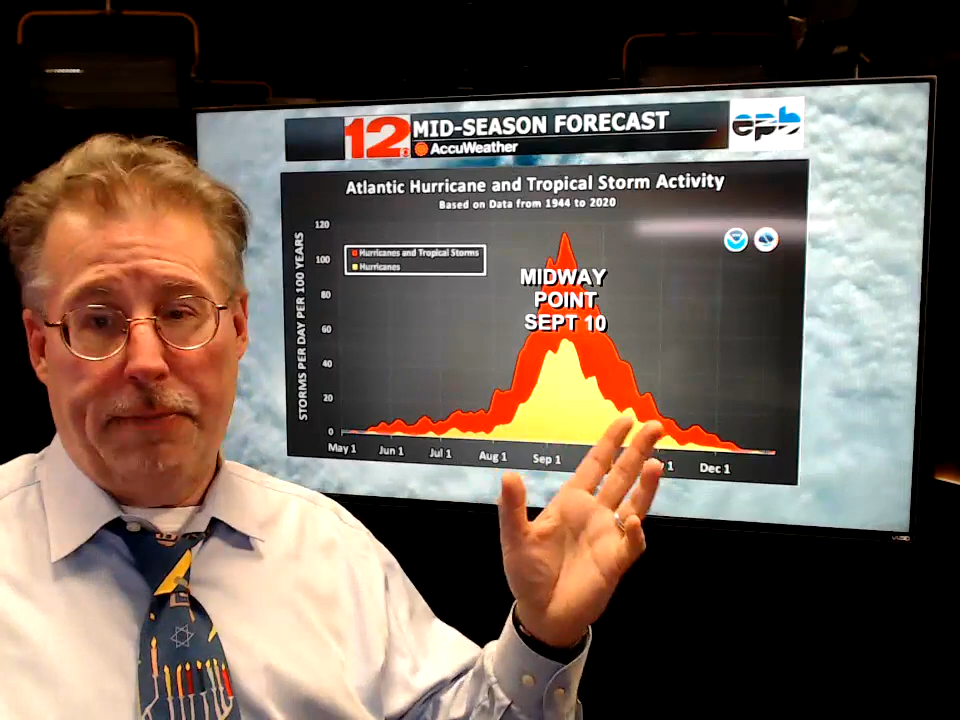 12
MID-SEASON FORECAST
AccuWeather
epb
Atlantic Hurricane and Tropical Storm Activity
Based on Data from 1944 to 2020
STORMS PER DAY PER 100 YEARS
120
100
80
60
40
20
0
Hurricanes and Tropical Storms
Hurricanes
MIDWAY
POINT
SEPT 10
May 1 Jun 1 Jul 1 Aug 1 Sep 1 1 Dec 1
VIZIO